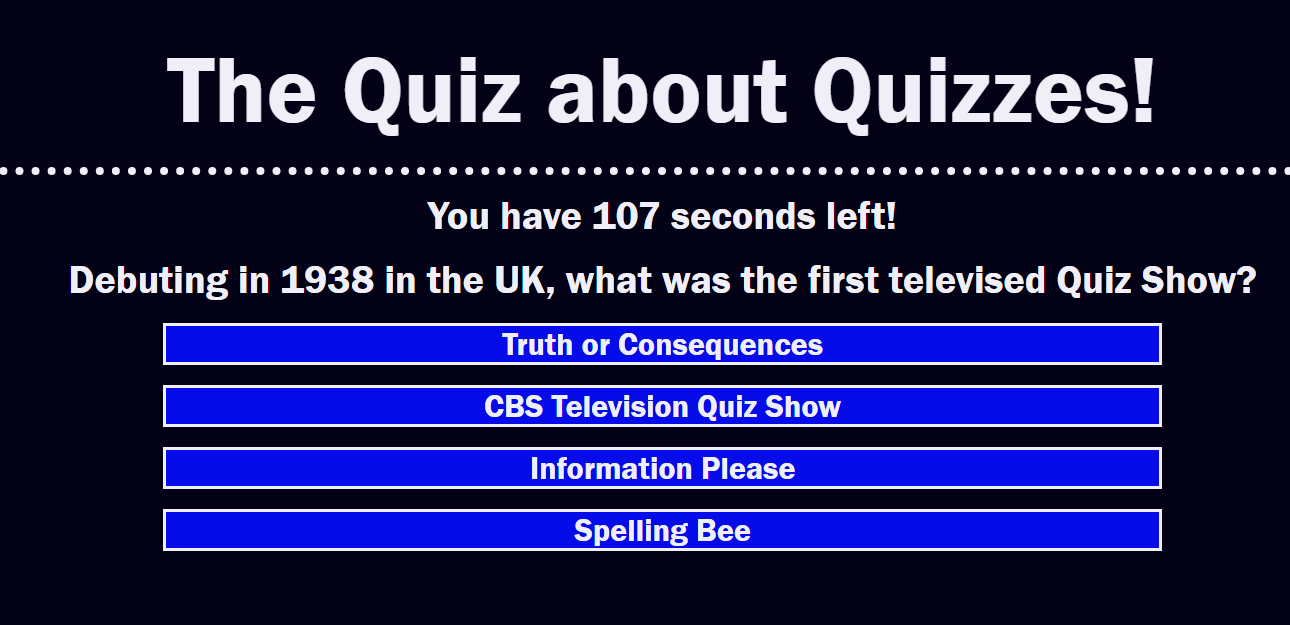 The Quiz about Quizzes!
You have 107 seconds left!
Debuting in 1938 in the UK, what was the first televised Quiz Show?
Truth or Consequences
CBS Television Quiz Show
Information Please
Spelling Bee